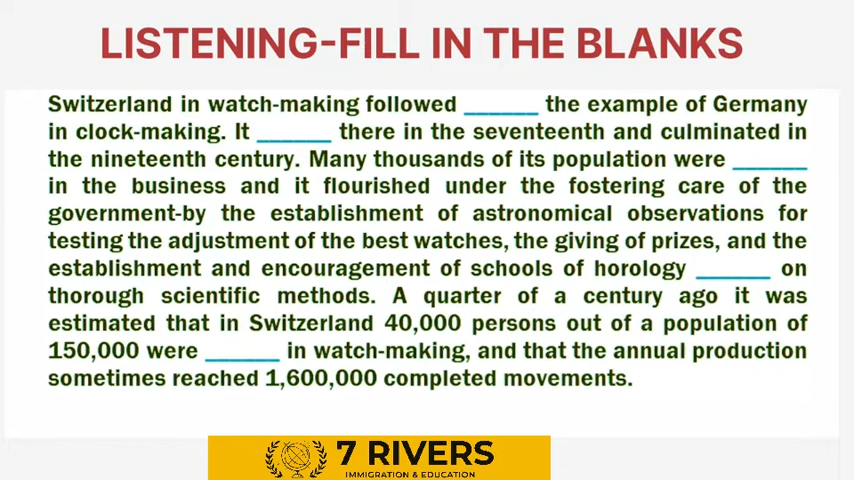 LISTENING-FILL IN THE BLANKS
Switzerland in watch-making followed ______ the example of Germany
in clock-making. It ______ there in the seventeenth and culminated in
the nineteenth century. Many thousands of its population were ______
in the business and it flourished under the fostering care of the
government-by the establishment of astronomical observations for
testing the adjustment of the best watches, the giving of prizes, and the
establishment and encouragement of schools of horology ______ on
thorough scientific methods. A quarter of a century ago it was
estimated that in Switzerland 40,000 persons out of a population of
150,000 were ______ in watch-making, and that the annual production
sometimes reached 1,600,000 completed movements.
7 RIVERS
IMMIGRATION & EDUCATION